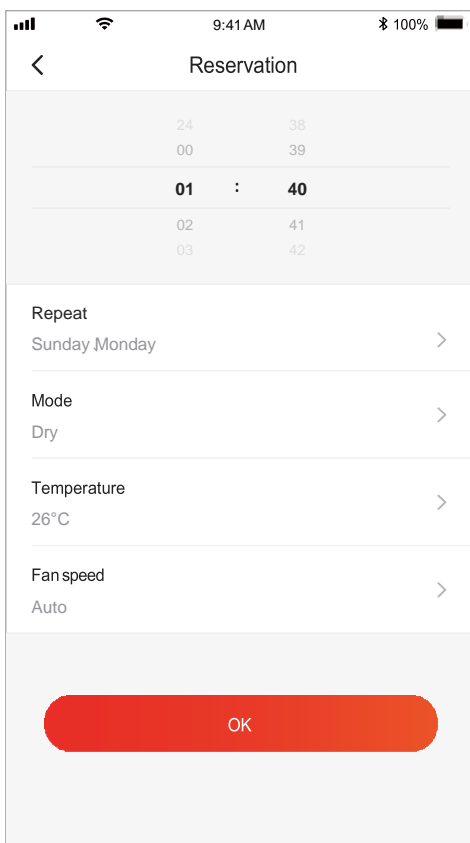 9:41 AM 100%
Reservation
24 38
00 39
01 : 40
02 41
03 42
Repeat
Sunday,Monday
Mode
Dry
Temperature
26°C
Fan speed
Auto
OK